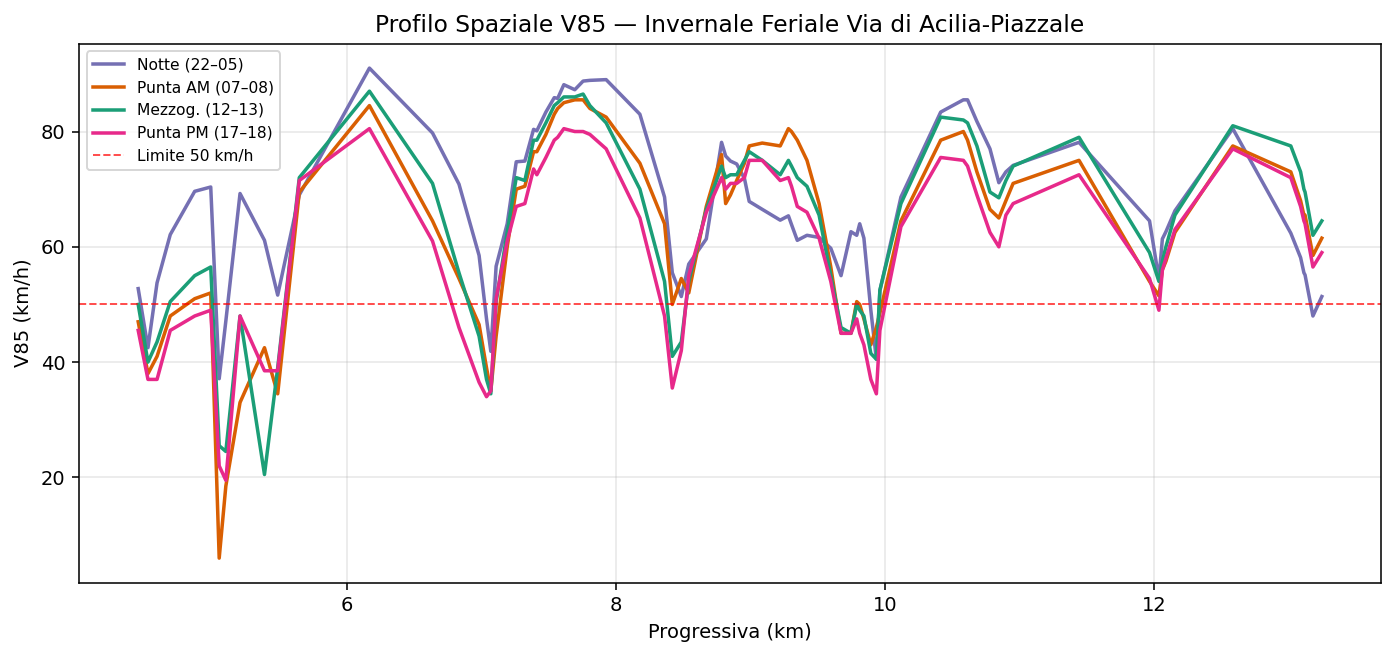 Profilo Spaziale V85 — Invernale Feriale Via di Acilia-Piazzale
Notte (22–05)
Punta AM (07–08)
Mezzog. (12–13)
Punta PM (17–18)
Limite 50 km/h
V85 (km/h)
80
60
40
20
6 8 10 12
Progressiva (km)